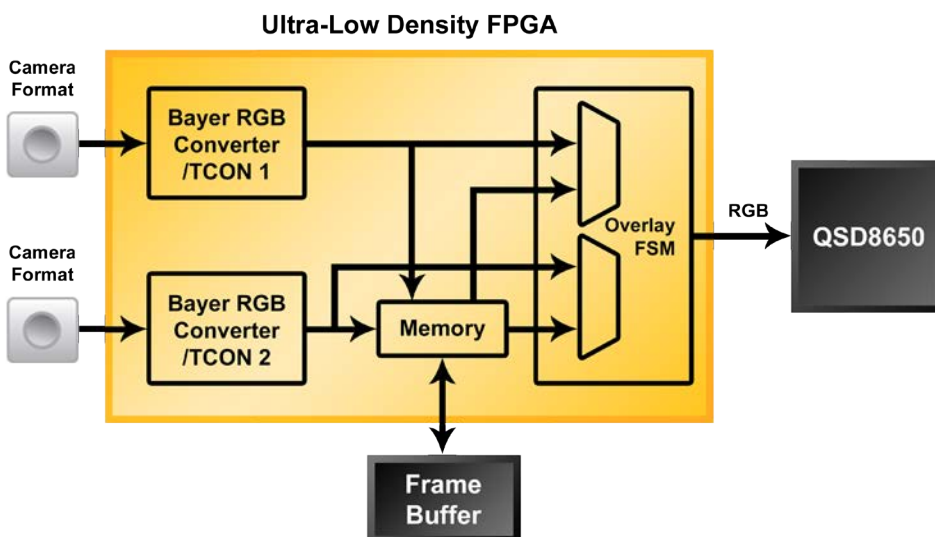 Ultra-Low Density FPGA
Camera
Format
Bayer RGB
Converter
/TCON 1
Overlay
FSM
RGB
QSD8650
Camera
Format
Bayer RGB
Converter
/TCON 2
Memory
Frame
Buffer